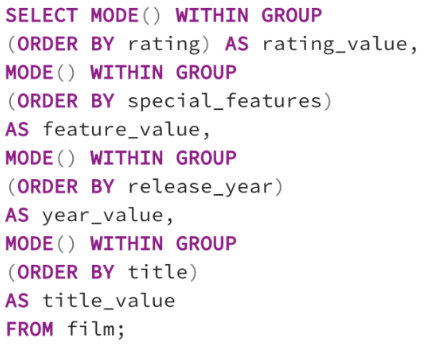 SELECT MODE() WITHIN GROUP
(ORDER BY rating) AS rating_value,
MODE() WITHIN GROUP
(ORDER BY special_features)
AS feature_value,
MODE() WITHIN GROUP
(ORDER BY release_year)
AS year_value,
MODE() WITHIN GROUP
(ORDER BY title)
AS title_value
FROM film;